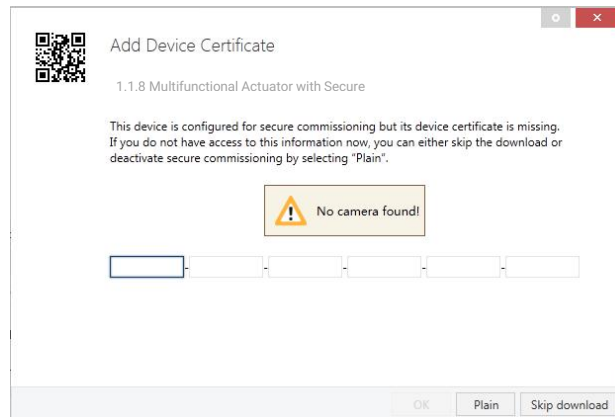 Add Device Certificate
1.1.8 Multifunctional Actuator with Secure
This device is configured for secure commissioning but its device certificate is missing.
If you do not have access to this information now, you can either skip the download or
deactivate secure commissioning by selecting "Plain".
No camera found!
- - - - -
OK Plain Skip download